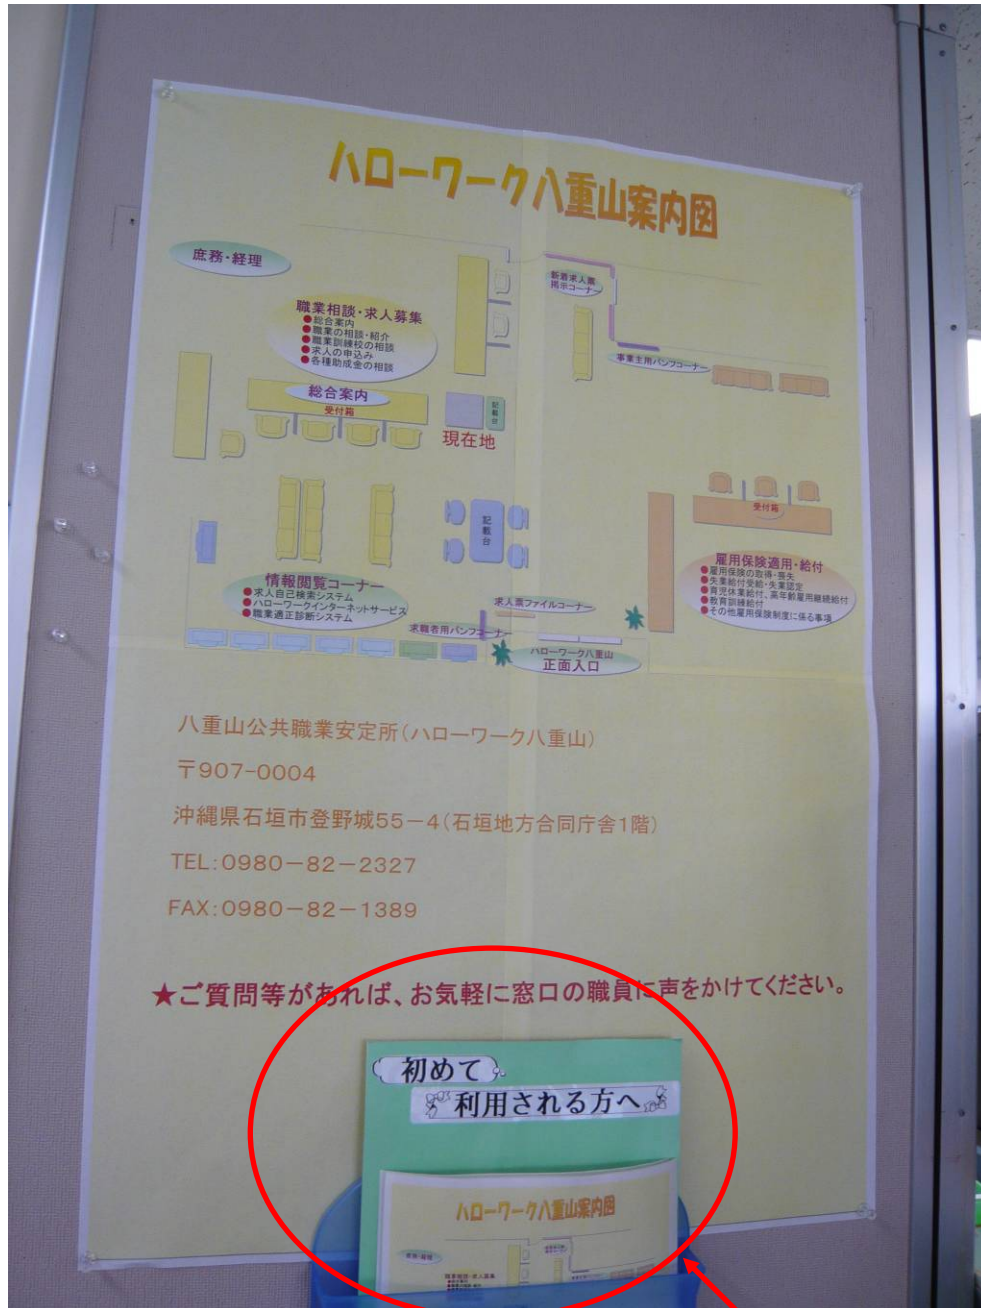 ハローワーク八重山案内図
庶務・経理
新着求人票
掲示コーナー
職業相談・求人募集
●総合案内
●職業の相談・紹介
●職業訓練校の相談
●求人の申込み
●各種助成金の相談
事業主用パンフコーナー
総合案内
受付箱
記載台
現在地
受付箱
記載台
雇用保険適用・給付
●雇用保険の取得・喪失
●失業給付受給・失業認定
●育児休業給付、高年齢雇用継続給付
●教育訓練給付
●その他雇用保険制度に係る事項
情報閲覧コーナー
●求人自己検索システム
●ハローワークインターネットサービス
●職業適正診断システム
求人票ファイルコーナー
求職者用パンフコーナー
ハローワーク八重山
正面入口
八重山公共職業安定所(ハローワーク八重山)
〒907-0004
沖縄県石垣市登野城55-4(石垣地方合同庁舎1階)
TEL:0980-82-2327
FAX:0980-82-1389
★ご質問等があれば、お気軽に窓口の職員に声をかけてください。
初めて
利用される方へ
ハローワーク八重山案内図
庶務・経理
職業相談・求人募集